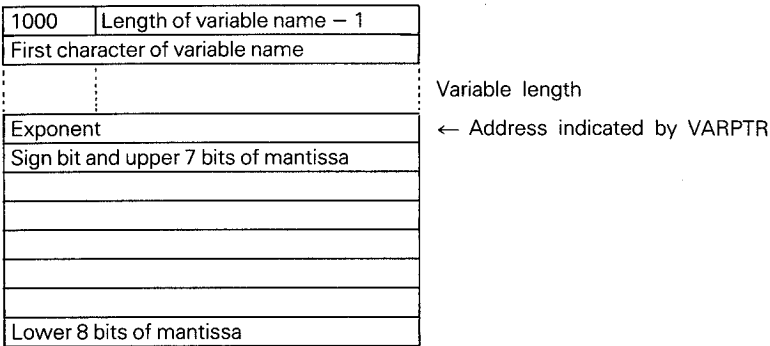 1000 Length of variable name − 1
First character of variable name
Variable length
Exponent ← Address indicated by VARPTR
Sign bit and upper 7 bits of mantissa
Lower 8 bits of mantissa